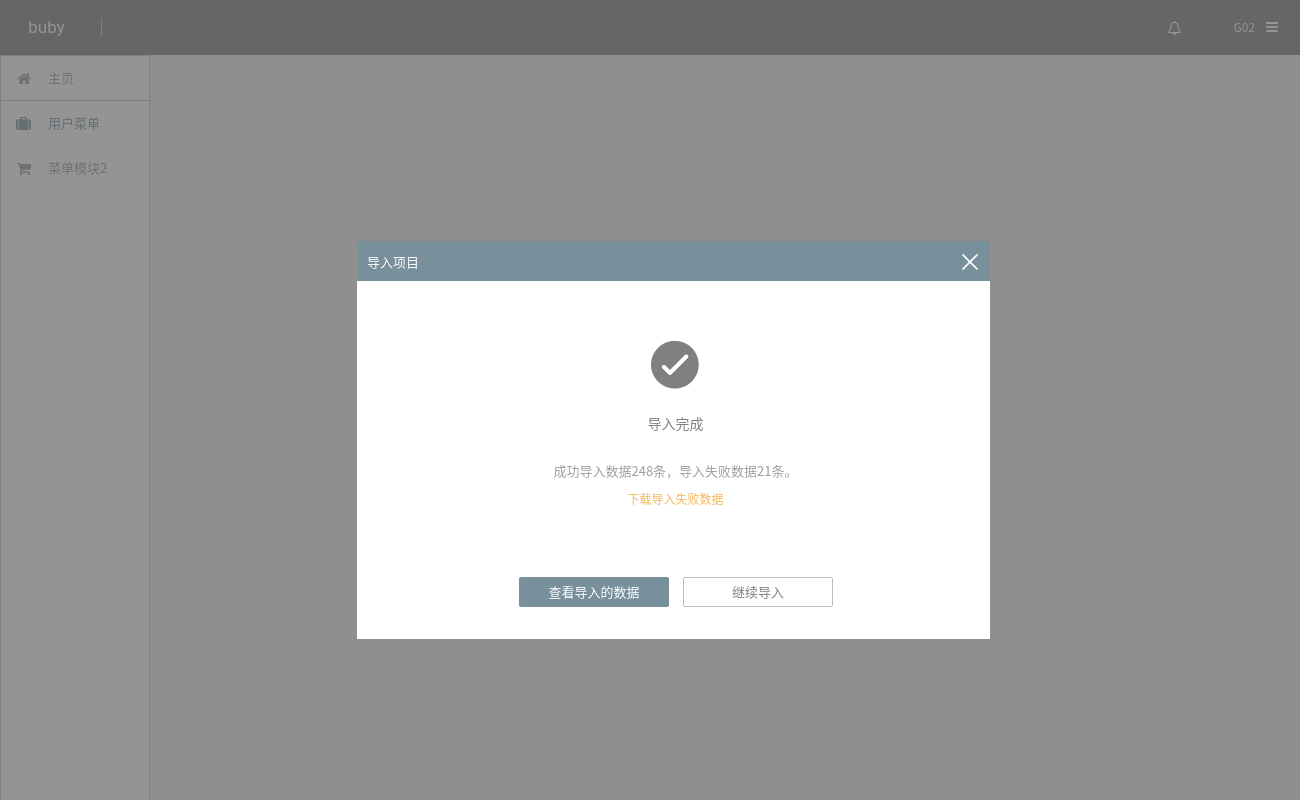 buby
G02
主页
用户菜单
菜单模块2
导入项目
导入完成
成功导入数据248条，导入失败数据21条。
下载导入失败数据
查看导入的数据
继续导入